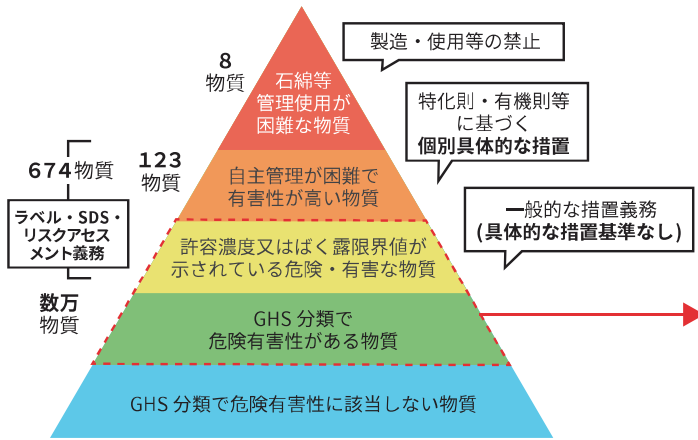 8
物質
石綿等
管理使用が
困難な物質
製造・使用等の禁止
特化則・有機則等
に基づく
個別具体的な措置
123
物質
自主管理が困難で
有害性が高い物質
674物質
ラベル・SDS・
リスクアセス
メント義務
一般的な措置義務
(具体的な措置基準なし)
許容濃度又はばく露限界値が
示されている危険・有害な物質
数万
物質
GHS 分類で
危険有害性がある物質
GHS 分類で危険有害性に該当しない物質